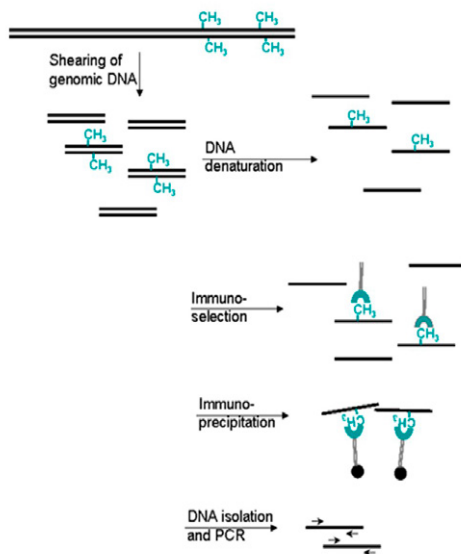 CH3 CH3
CH3 CH3
Shearing of
genomic DNA
CH3
CH3
CH3
CH3
DNA
denaturation
CH3
CH3
Immuno-
selection
CH3
CH3
Immuno-
precipitation
CH3 CH3
DNA isolation
and PCR